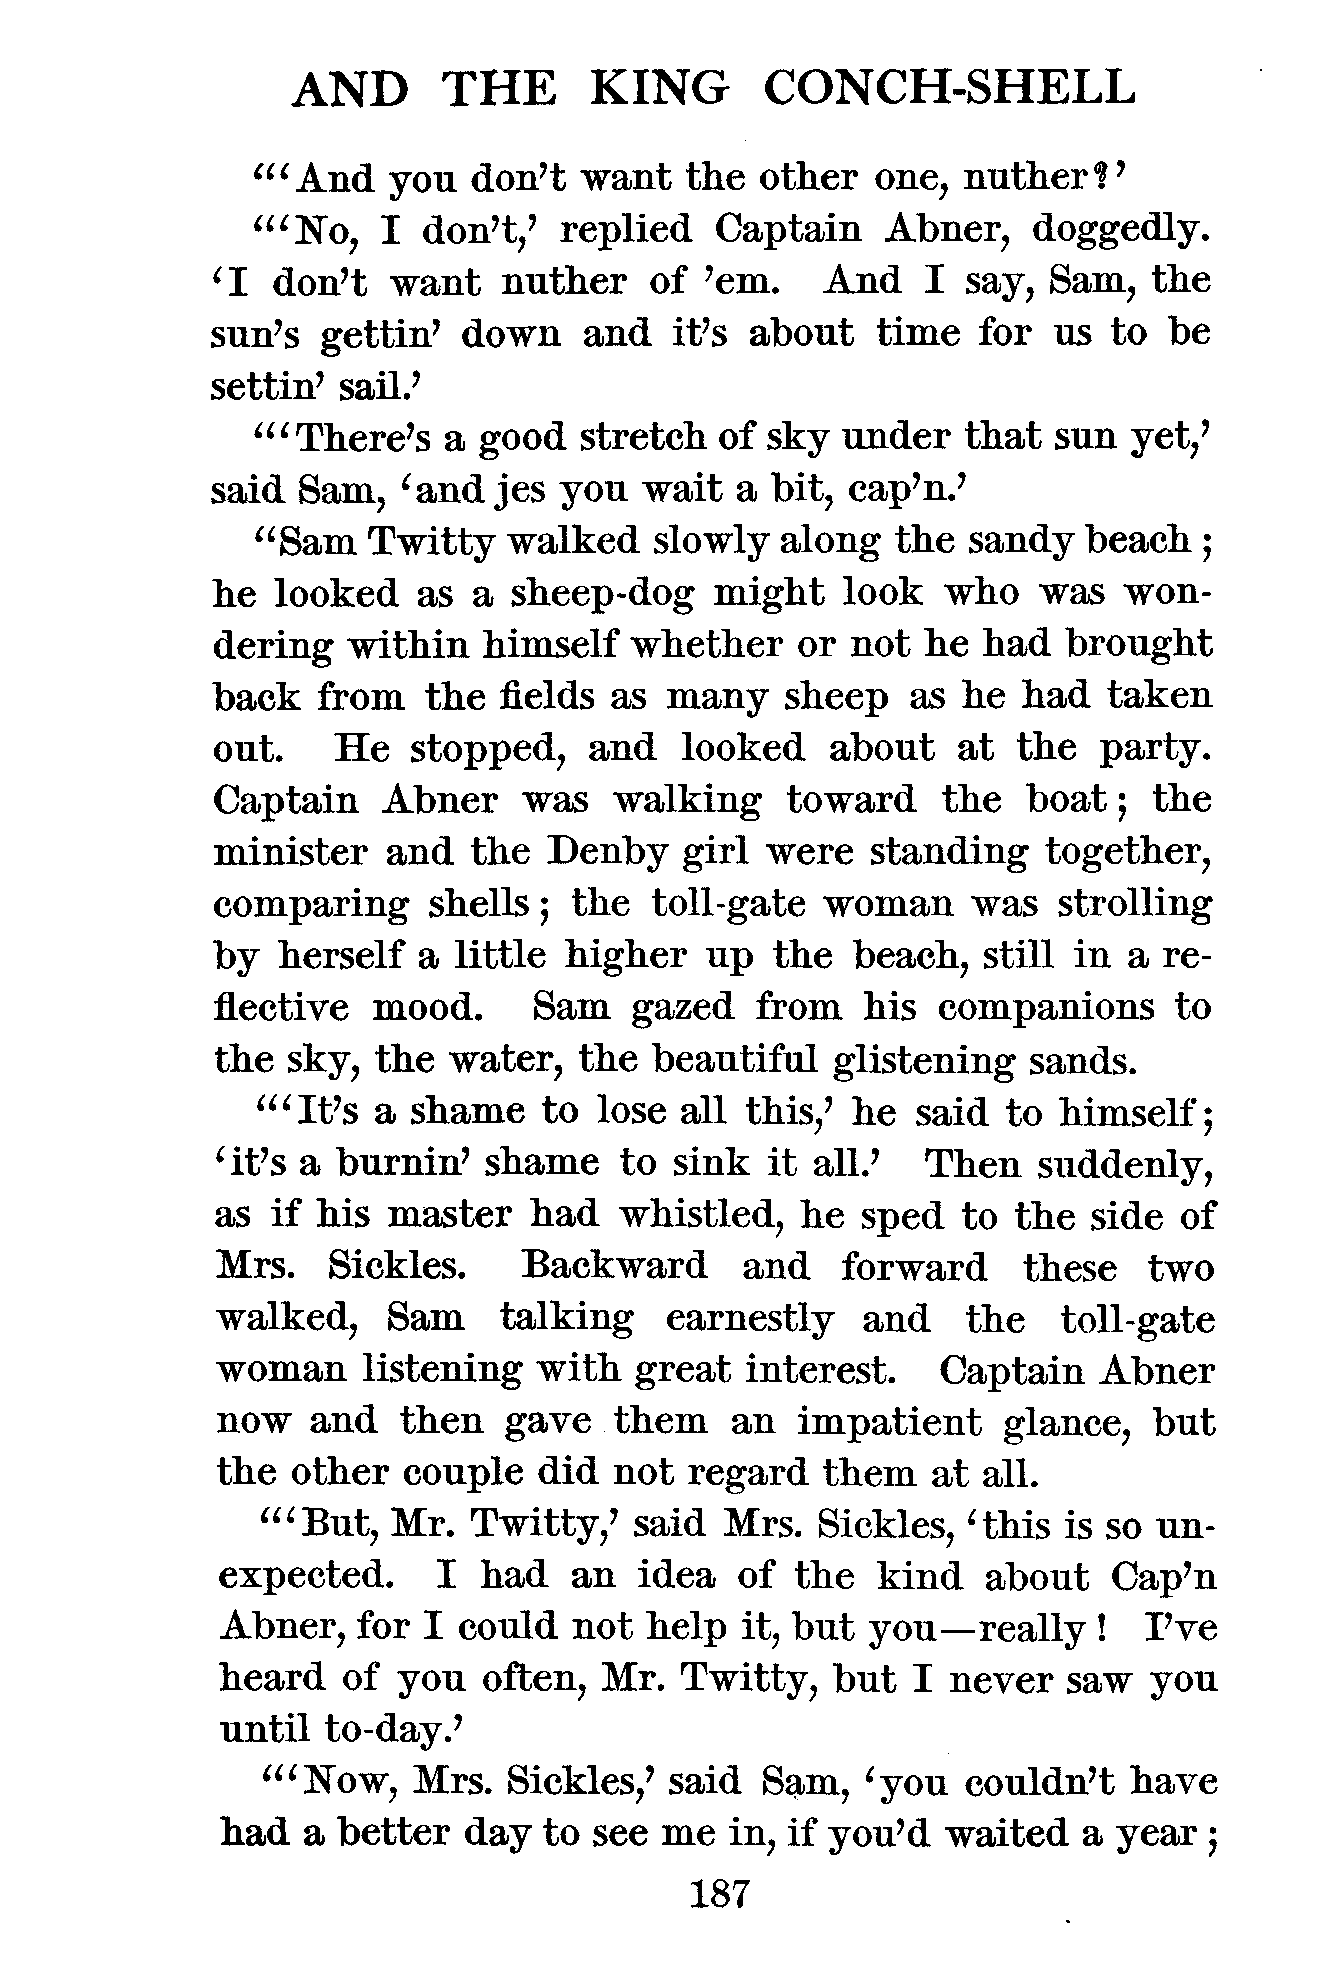 AND THE KING CONCH-SHELL
"'And you don't want the other one, nuther?'
"'No, I don't,' replied Captain Abner, doggedly.
'I don't want nuther of 'em. And I say, Sam, the
sun's gettin' down and it's about time for us to be
settin' sail.'
"'There's a good stretch of sky under that sun yet,'
said Sam, 'and jes you wait a bit, cap'n.'
"Sam Twitty walked slowly along the sandy beach;
he looked as a sheep-dog might look who was won-
dering within himself whether or not he had brought
back from the fields as many sheep as he had taken
out. He stopped, and looked about at the party.
Captain Abner was walking toward the boat; the
minister and the Denby girl were standing together,
comparing shells; the toll-gate woman was strolling
by herself a little higher up the beach, still in a re-
flective mood. Sam gazed from his companions to
the sky, the water, the beautiful glistening sands.
"'It's a shame to lose all this,' he said to himself;
'it's a burnin' shame to sink it all.' Then suddenly,
as if his master had whistled, he sped to the side of
Mrs. Sickles. Backward and forward these two
walked, Sam talking earnestly and the toll-gate
woman listening with great interest. Captain Abner
now and then gave them an impatient glance, but
the other couple did not regard them at all.
"'But, Mr. Twitty,' said Mrs. Sickles, 'this is so un-
expected. I had an idea of the kind about Cap'n
Abner, for I could not help it, but you—really! I've
heard of you often, Mr. Twitty, but I never saw you
until to-day.'
"'Now, Mrs. Sickles,' said Sam, 'you couldn't have
had a better day to see me in, if you'd waited a year;
187